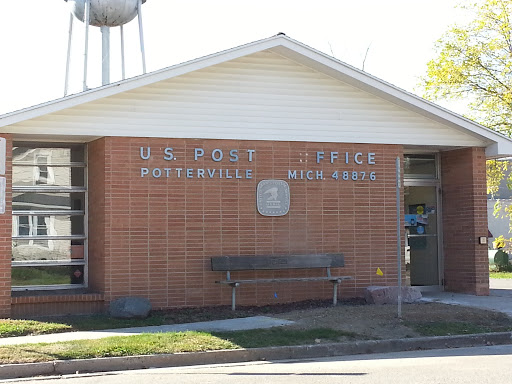 U.S. POST :: FFICE
POTTERVILLE MICH. 48876